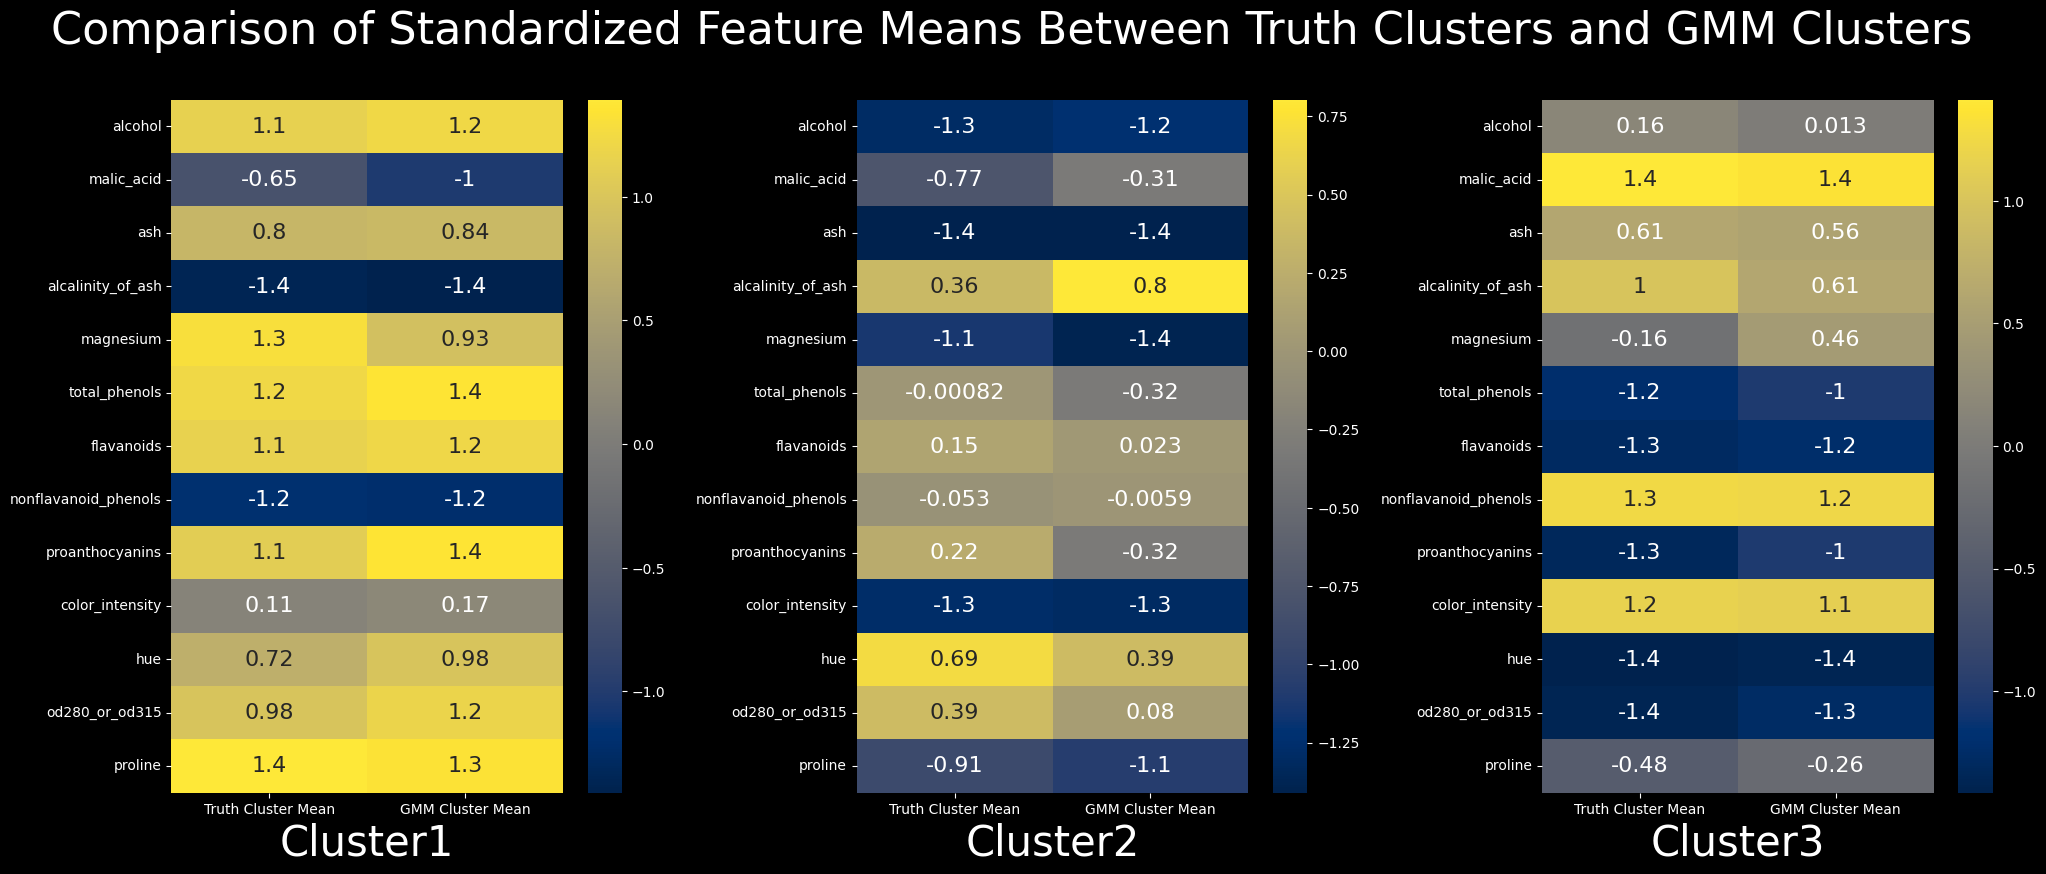 Comparison of Standardized Feature Means Between Truth Clusters and GMM Clusters
alcohol 1.1 1.2
malic_acid -0.65 -1
ash 0.8 0.84
alcalinity_of_ash -1.4 -1.4
magnesium 1.3 0.93
total_phenols 1.2 1.4
flavanoids 1.1 1.2
nonflavanoid_phenols -1.2 -1.2
proanthocyanins 1.1 1.4
color_intensity 0.11 0.17
hue 0.72 0.98
od280_or_od315 0.98 1.2
proline 1.4 1.3
Truth Cluster Mean GMM Cluster Mean
1.0
0.5
0.0
−0.5
−1.0
Cluster1
alcohol -1.3 -1.2
malic_acid -0.77 -0.31
ash -1.4 -1.4
alcalinity_of_ash 0.36 0.8
magnesium -1.1 -1.4
total_phenols -0.00082 -0.32
flavanoids 0.15 0.023
nonflavanoid_phenols -0.053 -0.0059
proanthocyanins 0.22 -0.32
color_intensity -1.3 -1.3
hue 0.69 0.39
od280_or_od315 0.39 0.08
proline -0.91 -1.1
Truth Cluster Mean GMM Cluster Mean
0.75
0.50
0.25
0.00
−0.25
−0.50
−0.75
−1.00
−1.25
Cluster2
alcohol 0.16 0.013
malic_acid 1.4 1.4
ash 0.61 0.56
alcalinity_of_ash 1 0.61
magnesium -0.16 0.46
total_phenols -1.2 -1
flavanoids -1.3 -1.2
nonflavanoid_phenols 1.3 1.2
proanthocyanins -1.3 -1
color_intensity 1.2 1.1
hue -1.4 -1.4
od280_or_od315 -1.4 -1.3
proline -0.48 -0.26
Truth Cluster Mean GMM Cluster Mean
1.0
0.5
0.0
−0.5
−1.0
Cluster3